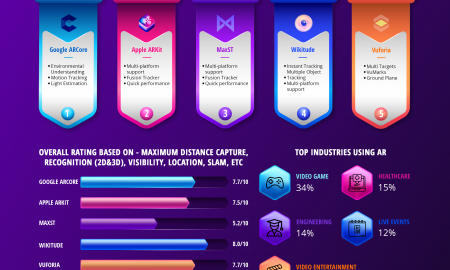 Google ARCore
Apple ARKit
MaxST
Wikitude
Vuforia
• Environmental
Understanding
• Motion Tracking
• Light Estimation
• Multi-platform
support
• Fusion Tracker
• Quick performance
• Multi-platform
support
• Fusion Tracker
• Quick performance
• Instant Tracking
• Multiple Object
• Tracking
• Multi-platform
support
• Multi Targets
• VuMarks
• Ground Plane
1
2
3
4
5
OVERALL RATING BASED ON - MAXIMUM DISTANCE CAPTURE,
RECOGNITION (2D&3D), VISIBILITY, LOCATION, SLAM, ETC
GOOGLE ARCORE 7.7/10
APPLE ARKIT 7.5/10
MAXST 5.2/10
WIKITUDE 8.0/10
VUFORIA 7.7/10
TOP INDUSTRIES USING AR
VIDEO GAME
34%
HEALTHCARE
15%
ENGINEERING
14%
LIVE EVENTS
12%
VIDEO ENTERTAINMENT